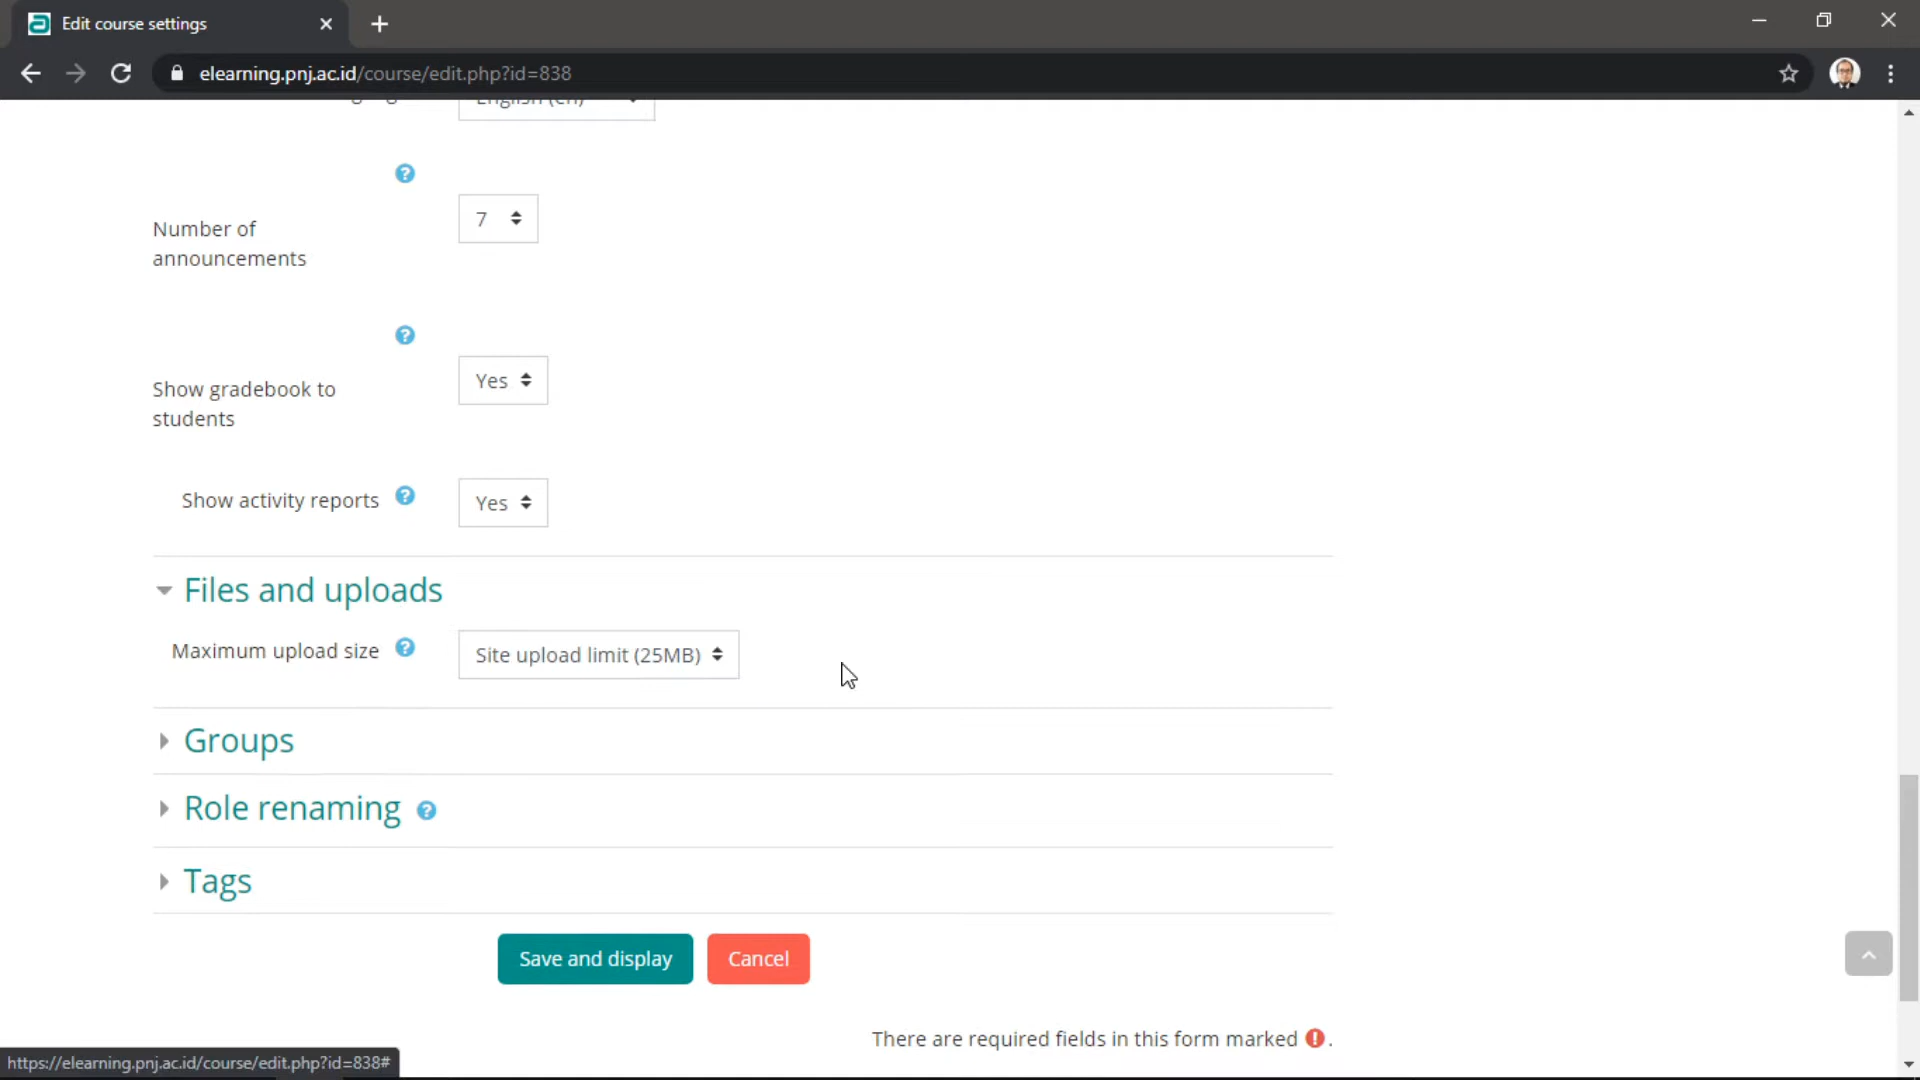 Edit course settings
elearning.pnj.ac.id/course/edit.php?id=838
English (en)
Number of
announcements
7
Show gradebook to
students
Yes
Show activity reports
Yes
Files and uploads
Maximum upload size
Site upload limit (25MB)
Groups
Role renaming
Tags
Save and display
Cancel
There are required fields in this form marked .
https://elearning.pnj.ac.id/course/edit.php?id=838#